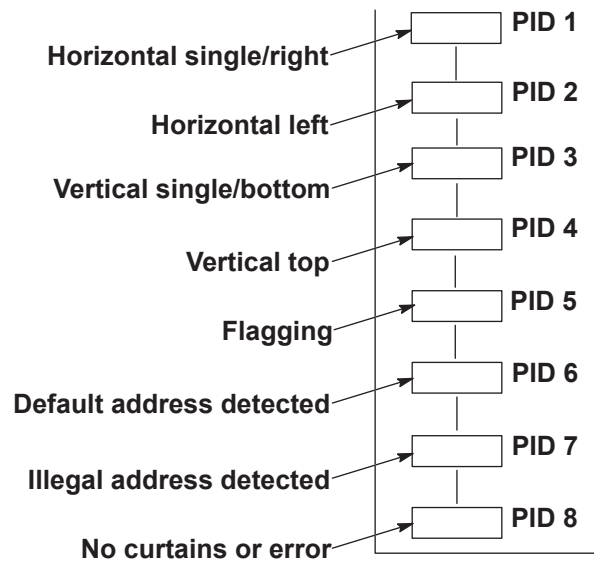 PID 1
Horizontal single/right
PID 2
Horizontal left
PID 3
Vertical single/bottom
PID 4
Vertical top
PID 5
Flagging
PID 6
Default address detected
PID 7
Illegal address detected
PID 8
No curtains or error